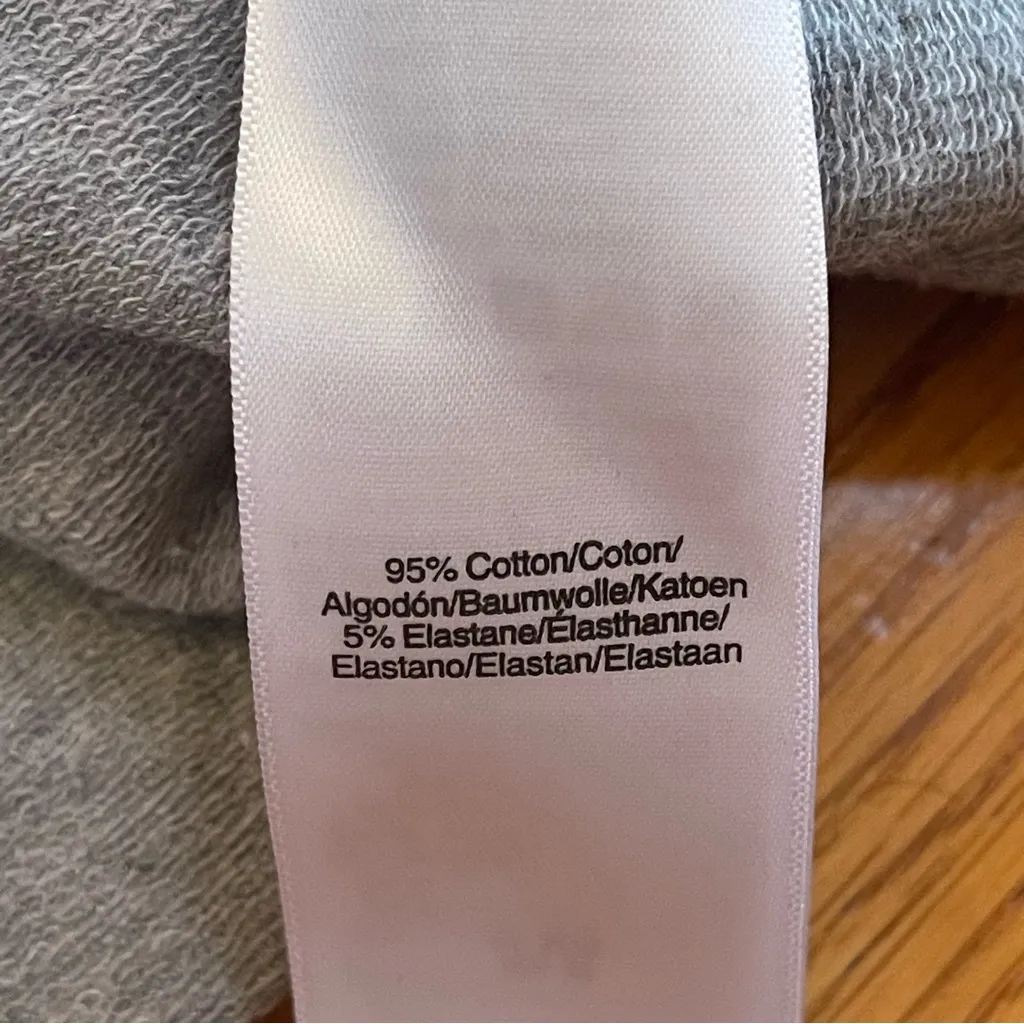 95% Cotton/Coton/
Algodón/Baumwolle/Katoen
5% Elastane/Élasthanne/
Elastano/Elastan/Elastaan